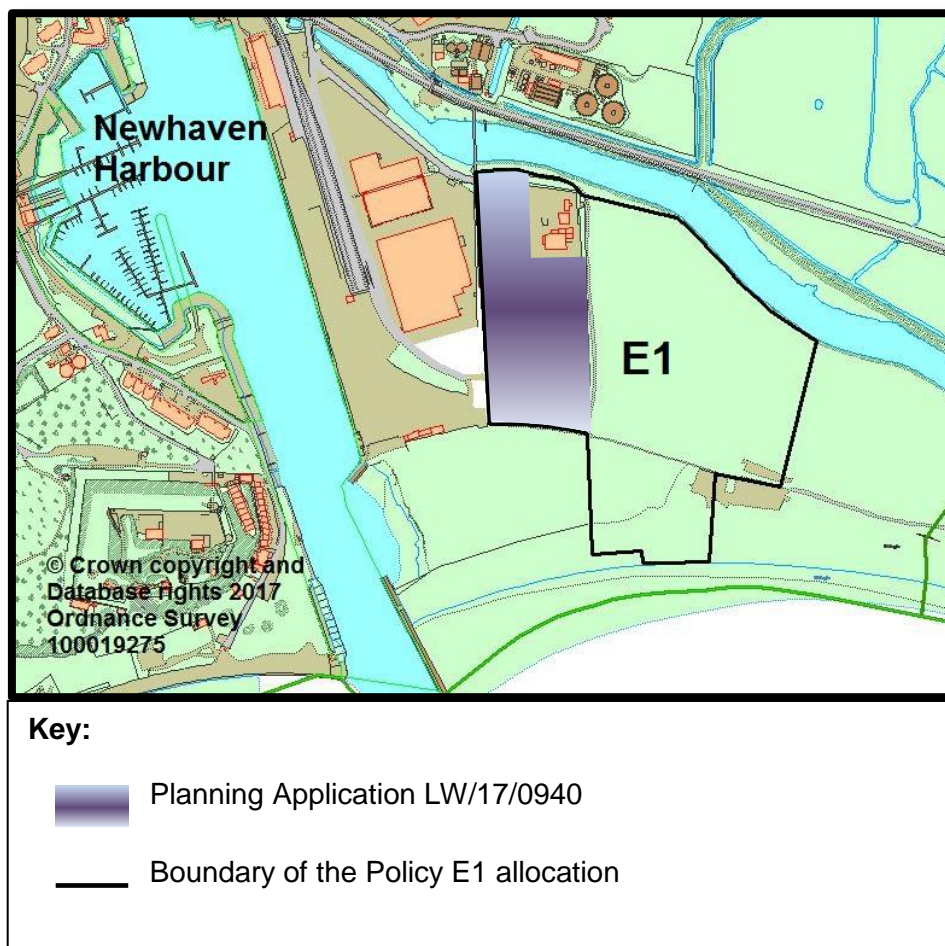 Newhaven
Harbour
E1
© Crown copyright and
Database rights 2017
Ordnance Survey
100019275
Key:
Planning Application LW/17/0940
Boundary of the Policy E1 allocation